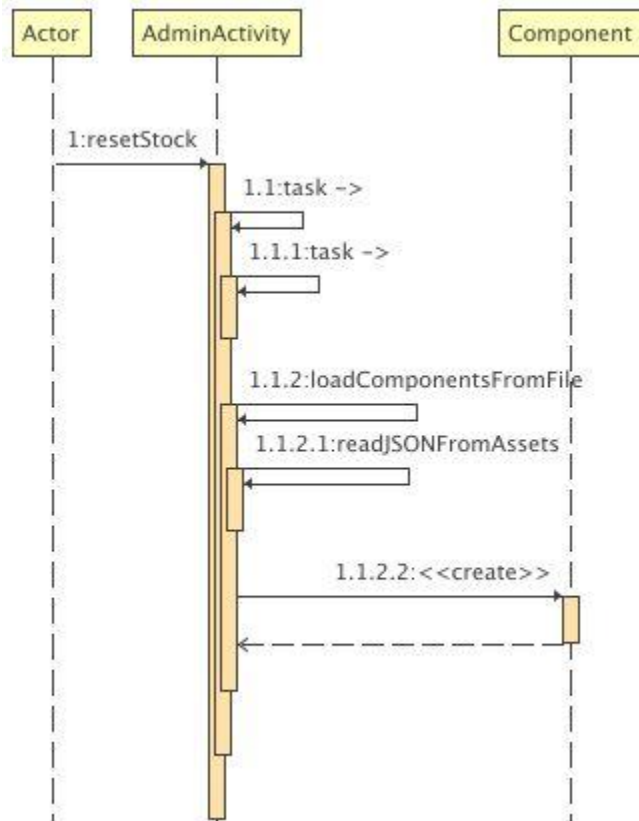 Actor
AdminActivity
Component
1:resetStock
1.1:task ->
1.1.1:task ->
1.1.2:loadComponentsFromFile
1.1.2.1:readJSONFromAssets
1.1.2.2:<<create>>